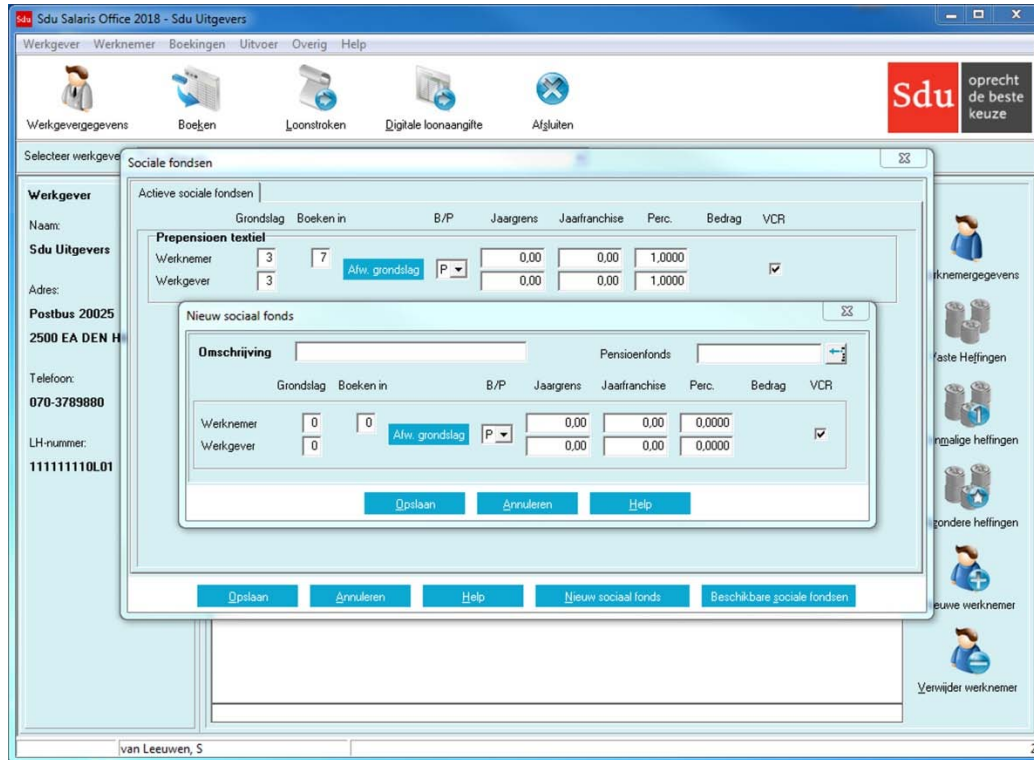 Sdu Sdu Salaris Office 2018 - Sdu Uitgevers
Werkgever Werknemer Boekingen Uitvoer Overig Help
Werkgevergegevens Boeken Loonstroken Digitale loonaangifte Afsluiten
Sdu oprecht
de beste
keuze
Selecteer werkgeve
Sociale fondsen
Actieve sociale fondsen
Grondslag Boeken in B/P Jaargrens Jaarfranchise Perc. Bedrag VCR
Prepensioen textiel
Werknemer 3 7 Afw. grondslag P 0,00 0,00 1,0000
Werkgever 3 0,00 0,00 1,0000
Nieuw sociaal fonds
Omschrijving Pensioenfonds
Grondslag Boeken in B/P Jaargrens Jaarfranchise Perc. Bedrag VCR
Werknemer 0 0 Afw. grondslag P 0,00 0,00 0,0000
Werkgever 0 0,00 0,00 0,0000
Opslaan Annuleren Help
Opslaan Annuleren Help Nieuw sociaal fonds Beschikbare sociale fondsen
Werkgever
Naam:
Sdu Uitgevers
Adres:
Postbus 20025
2500 EA DEN H
Telefoon:
070-3789880
LH-nummer:
111111110L01
rknemergegevens
aste Heffingen
nmalige heffingen
zondere heffingen
euwe werknemer
Verwijder werknemer
van Leeuwen, S